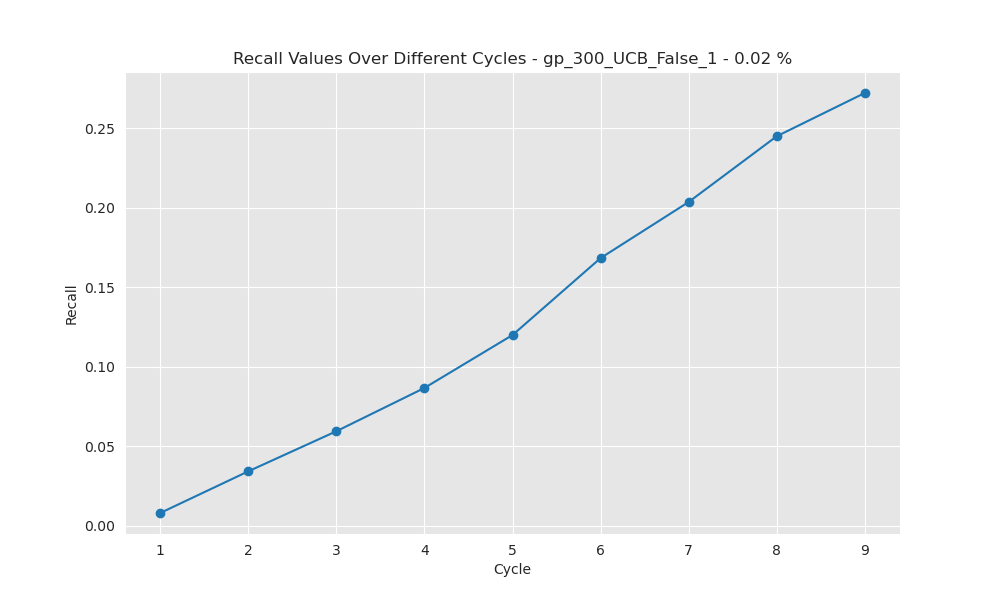 Recall Values Over Different Cycles - gp_300_UCB_False_1 - 0.02 %
0.25
0.20
0.15
0.10
0.05
0.00
Recall
1 2 3 4 5 6 7 8 9
Cycle